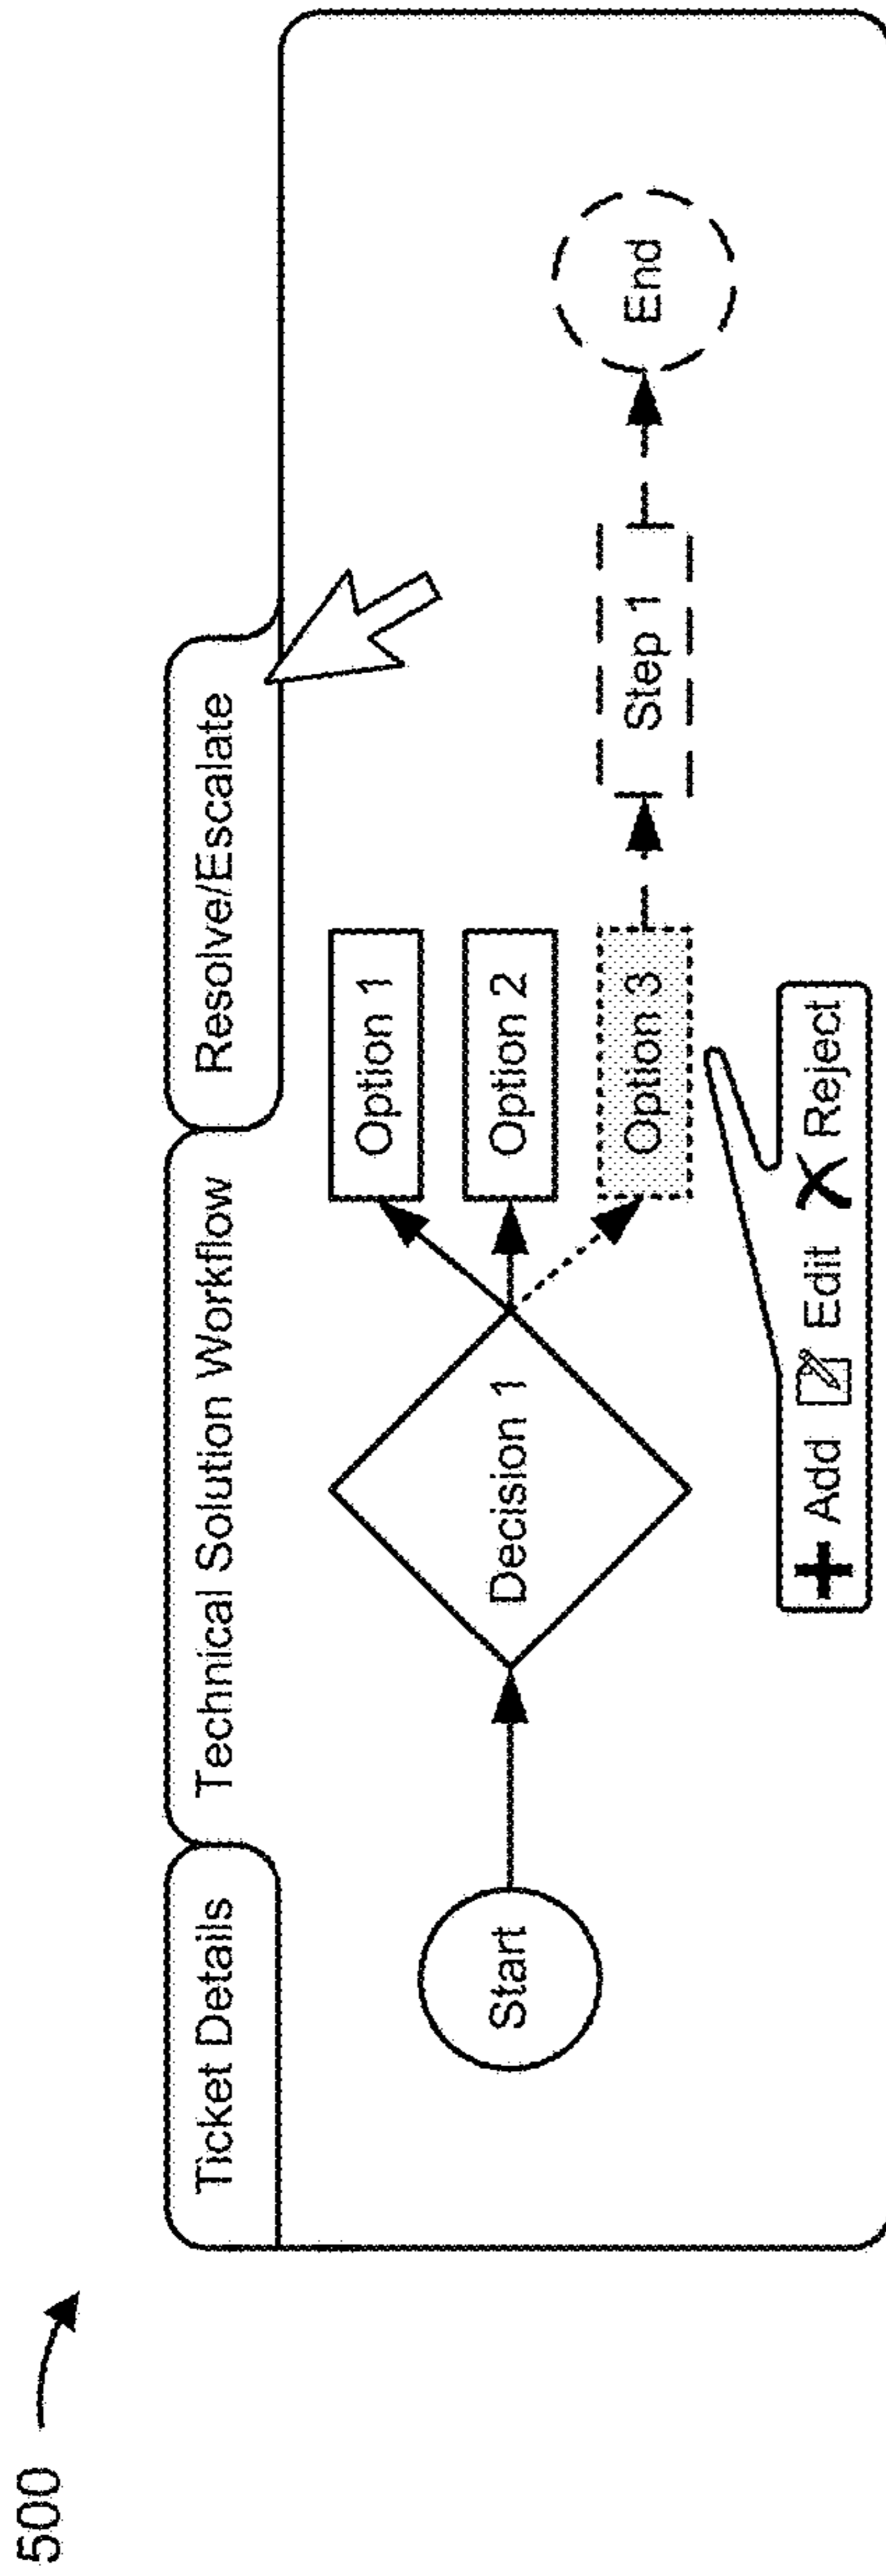 500
Ticket Details
Technical Solution Workflow
Resolve/Escalate
Start
Decision 1
Option 1
Option 2
Option 3
Step 1
End
Add
Edit
Reject